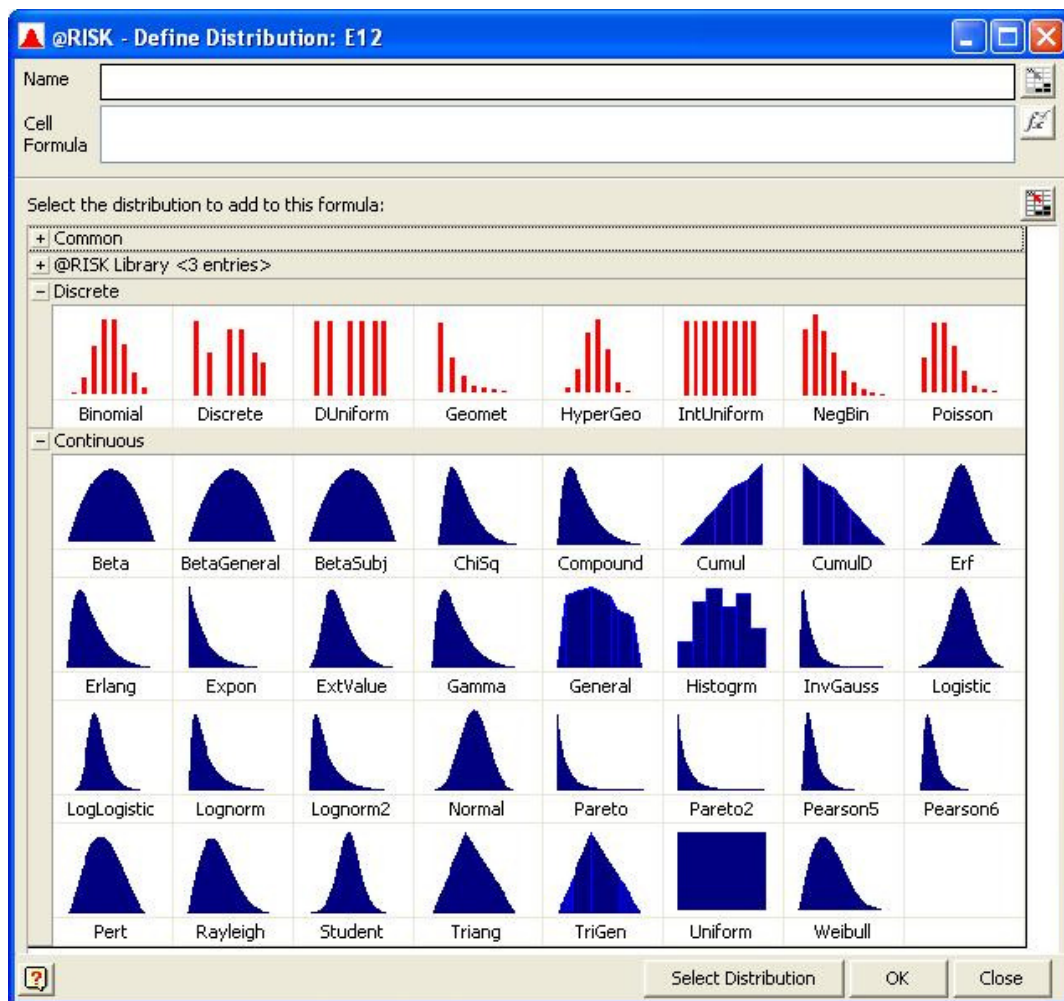 @RISK - Define Distribution: E12
Name
Cell
Formula
Select the distribution to add to this formula:
+ Common
+ @RISK Library <3 entries>
− Discrete
Binomial Discrete DUniform Geomet HyperGeo IntUniform NegBin Poisson
− Continuous
Beta BetaGeneral BetaSubj ChiSq Compound Cumul CumulD Erf
Erlang Expon ExtValue Gamma General Histogrm InvGauss Logistic
LogLogistic Lognorm Lognorm2 Normal Pareto Pareto2 Pearson5 Pearson6
Pert Rayleigh Student Triang TriGen Uniform Weibull
? Select Distribution OK Close